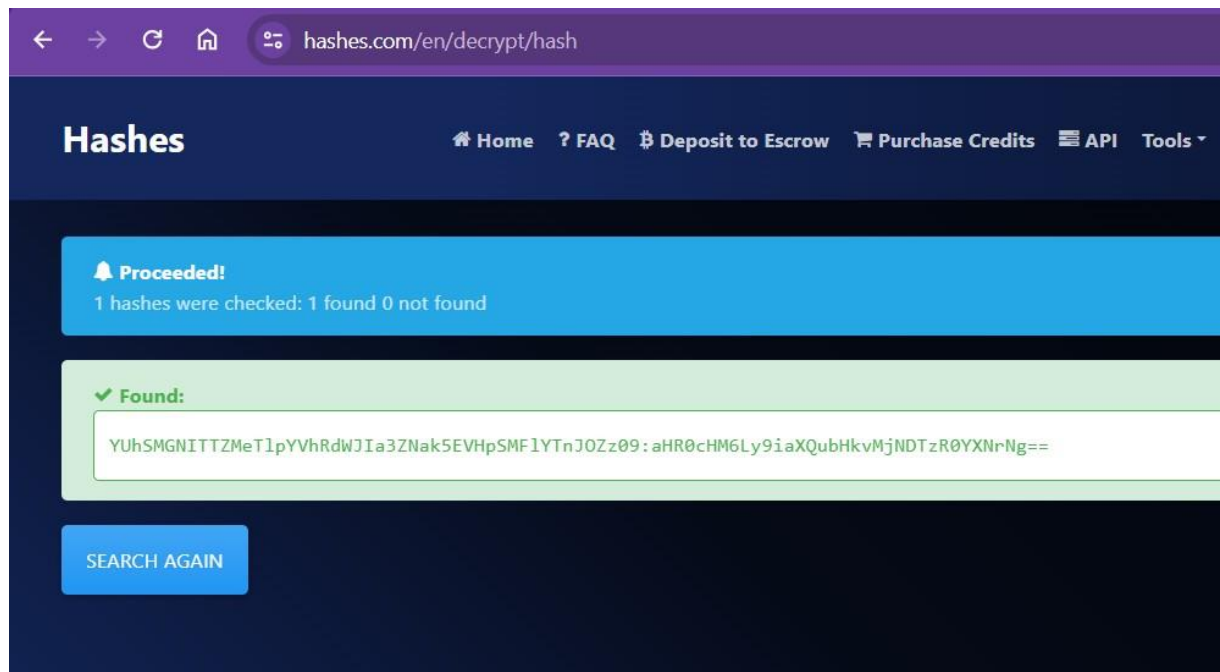 hashes.com/en/decrypt/hash
Hashes
Home ? FAQ Deposit to Escrow Purchase Credits API Tools
Proceeded!
1 hashes were checked: 1 found 0 not found
Found:
YUhSMGNITTZMeTlpYVhRdWJIa3ZNak5EVHpSMFlYTnJOZz09:aHR0cHM6Ly9iaXQubHkvMjNDTzR0YXNrNg==
SEARCH AGAIN